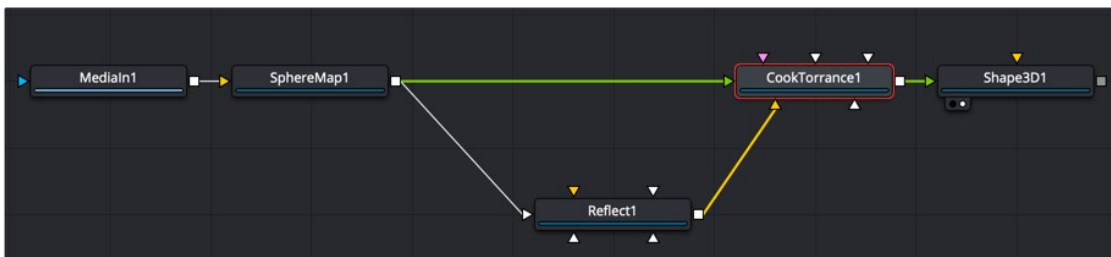 MediaIn1
SphereMap1
CookTorrance1
Shape3D1
Reflect1